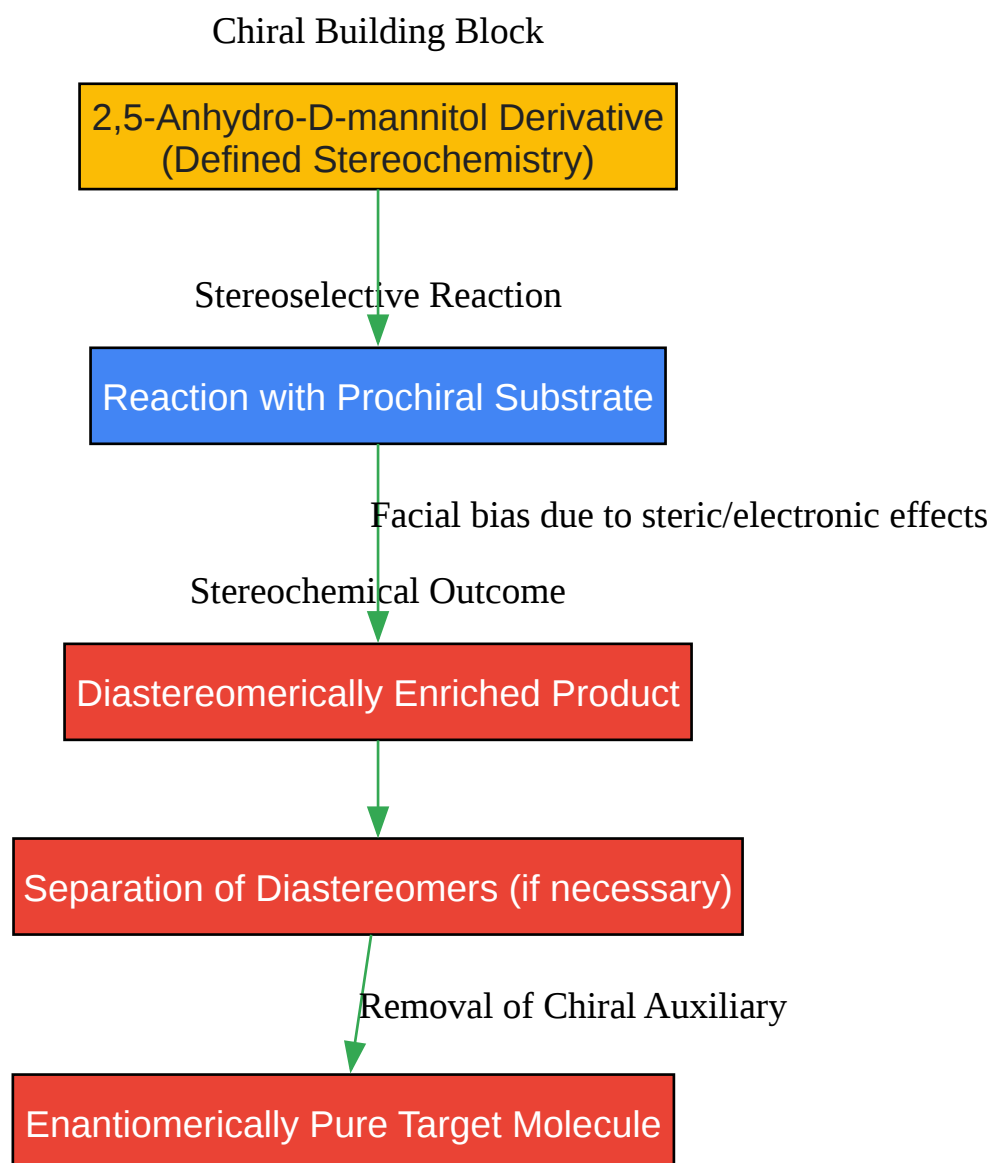 Chiral Building Block
2,5-Anhydro-D-mannitol Derivative
(Defined Stereochemistry)
Stereoselective Reaction
Reaction with Prochiral Substrate
Facial bias due to steric/electronic effects
Stereochemical Outcome
Diastereomerically Enriched Product
Separation of Diastereomers (if necessary)
Removal of Chiral Auxiliary
Enantiomerically Pure Target Molecule